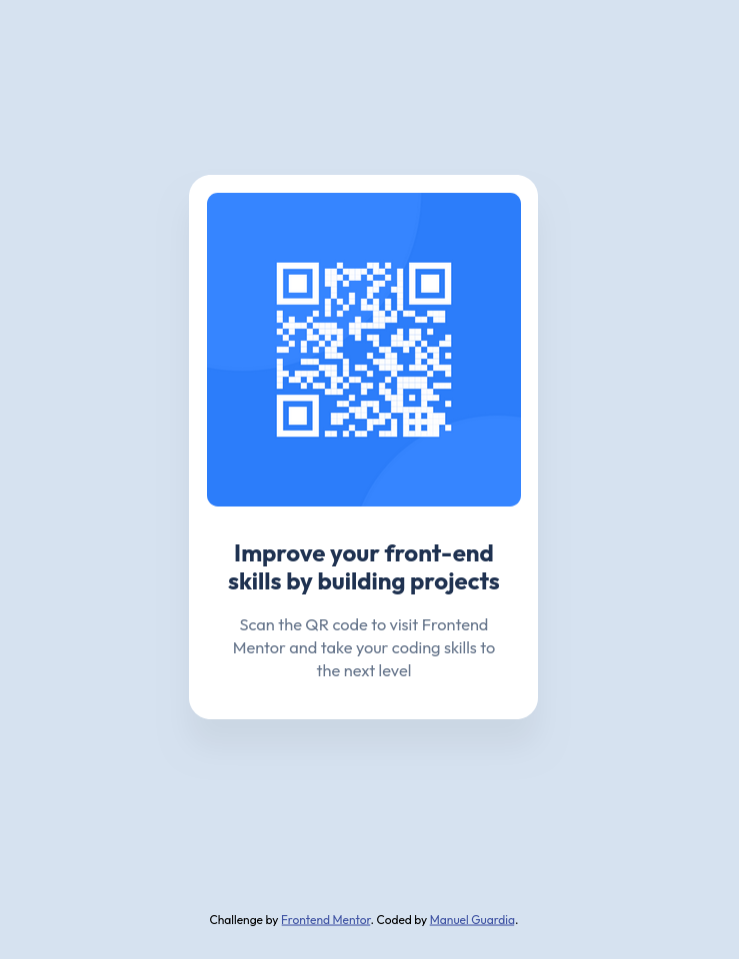 Improve your front-end
skills by building projects
Scan the QR code to visit Frontend
Mentor and take your coding skills to
the next level
Challenge by Frontend Mentor. Coded by Manuel Guardia.